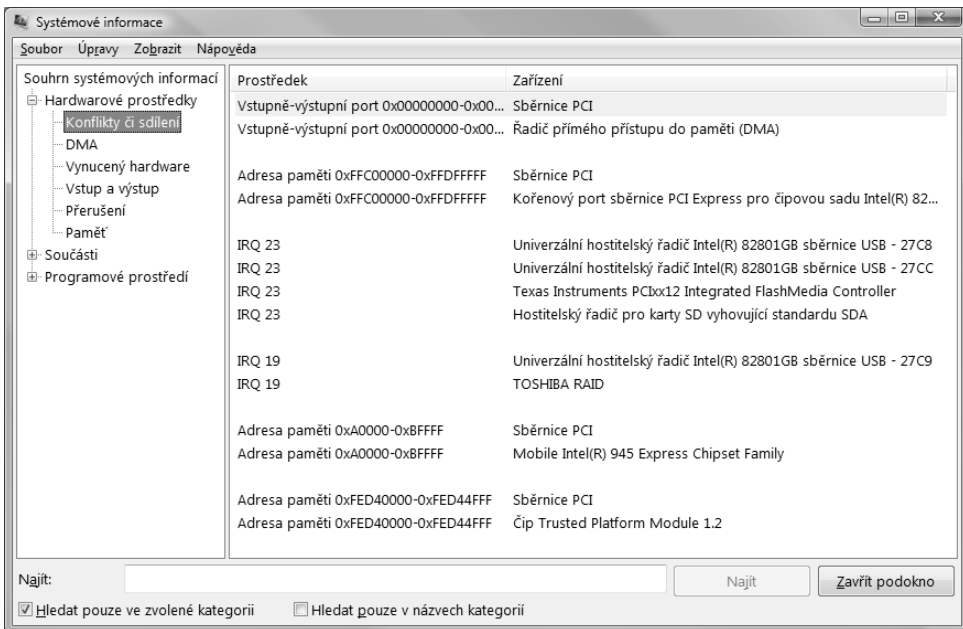 Systémové informace
Soubor Úpravy Zobrazit Nápověda
Souhrn systémových informací
Hardwarové prostředky
Konflikty či sdílení
DMA
Vynucený hardware
Vstup a výstup
Přerušení
Paměť
Součásti
Programové prostředí
Prostředek Zařízení
Vstupně-výstupní port 0x00000000-0x00... Sběrnice PCI
Vstupně-výstupní port 0x00000000-0x00... Řadič přímého přístupu do paměti (DMA)
Adresa paměti 0xFFC00000-0xFFDFFFFF Sběrnice PCI
Adresa paměti 0xFFC00000-0xFFDFFFFF Kořenový port sběrnice PCI Express pro čipovou sadu Intel(R) 82...
IRQ 23 Univerzální hostitelský řadič Intel(R) 82801GB sběrnice USB - 27C8
IRQ 23 Univerzální hostitelský řadič Intel(R) 82801GB sběrnice USB - 27CC
IRQ 23 Texas Instruments PCIxx12 Integrated FlashMedia Controller
IRQ 23 Hostitelský řadič pro karty SD vyhovující standardu SDA
IRQ 19 Univerzální hostitelský řadič Intel(R) 82801GB sběrnice USB - 27C9
IRQ 19 TOSHIBA RAID
Adresa paměti 0xA0000-0xBFFFF Sběrnice PCI
Adresa paměti 0xA0000-0xBFFFF Mobile Intel(R) 945 Express Chipset Family
Adresa paměti 0xFED40000-0xFED44FFF Sběrnice PCI
Adresa paměti 0xFED40000-0xFED44FFF Čip Trusted Platform Module 1.2
Najít: Najít Zavřít podokno
Hledat pouze ve zvolené kategorii Hledat pouze v názvech kategorií